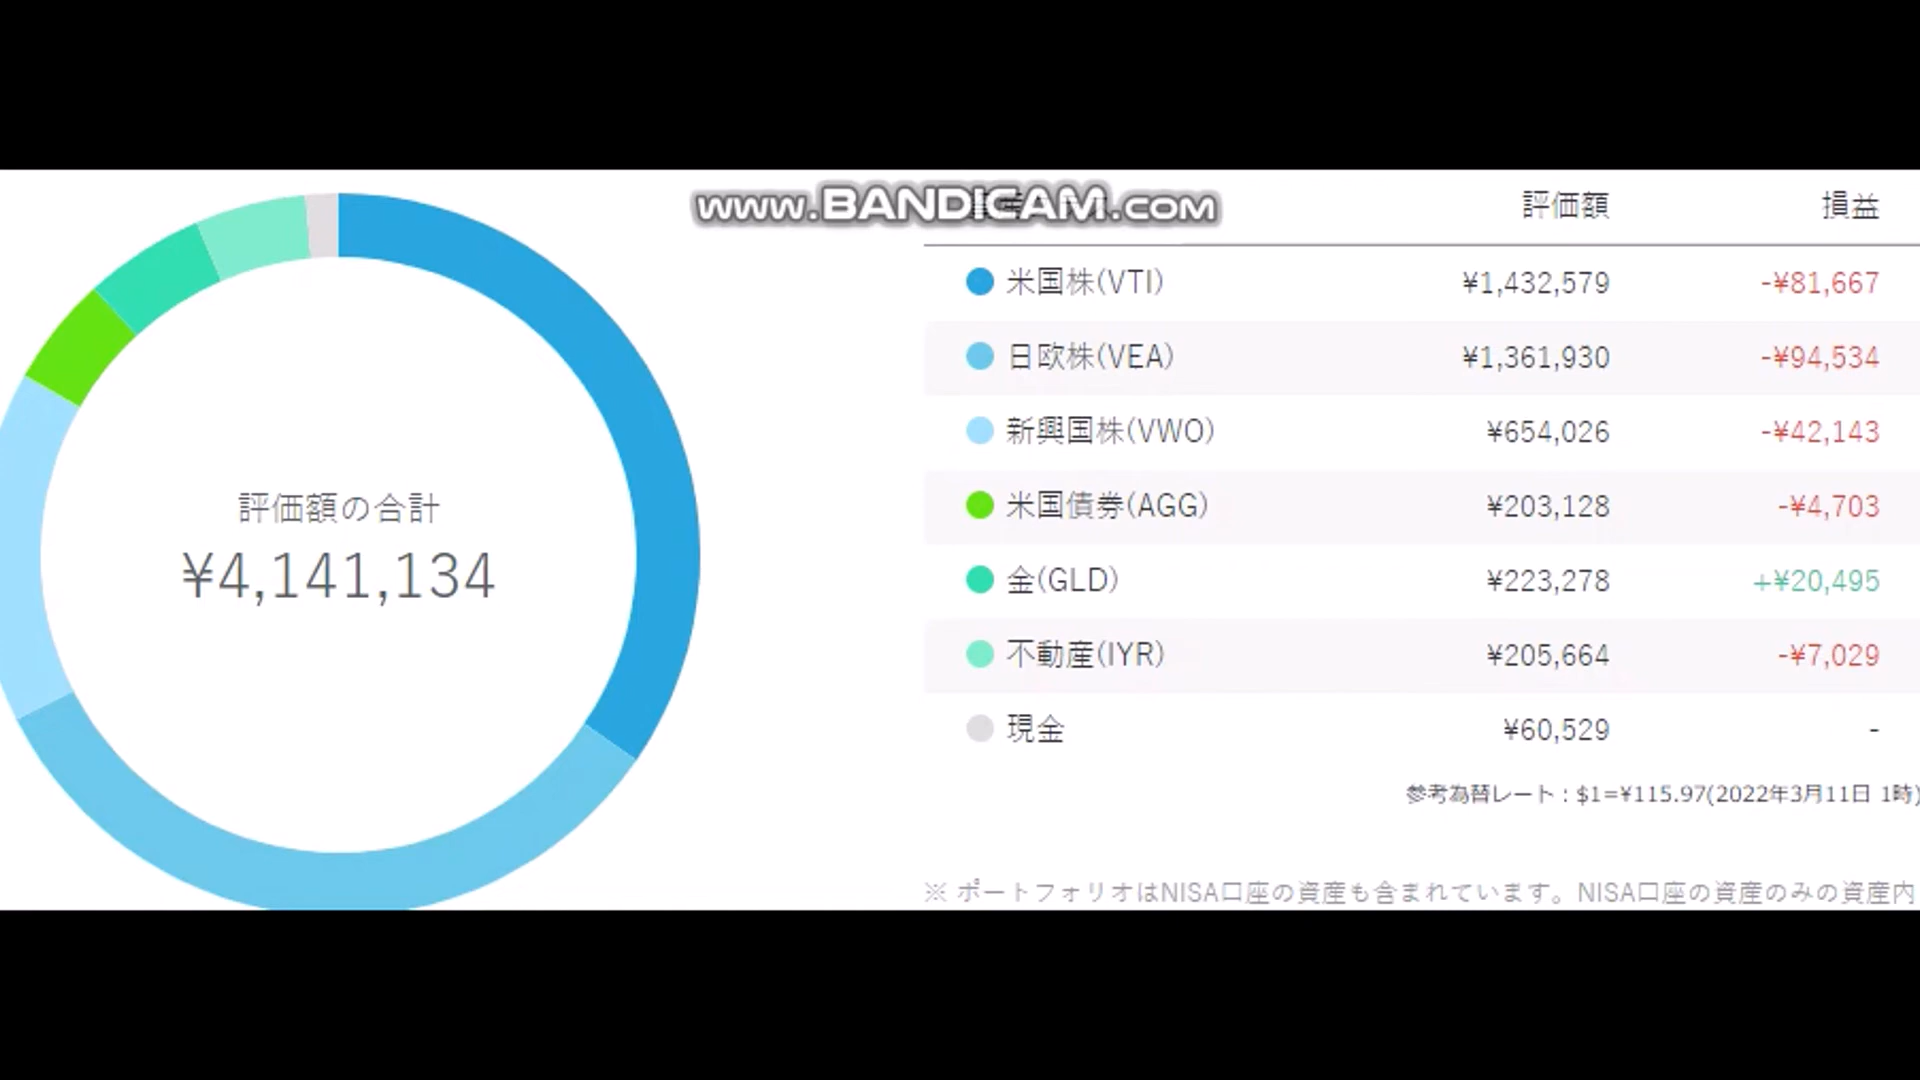 www.BANDICAM.com
評価額 損益
米国株(VTI) ¥1,432,579 -¥81,667
日欧株(VEA) ¥1,361,930 -¥94,534
新興国株(VWO) ¥654,026 -¥42,143
米国債券(AGG) ¥203,128 -¥4,703
金(GLD) ¥223,278 +¥20,495
不動産(IYR) ¥205,664 -¥7,029
現金 ¥60,529 -
評価額の合計
¥4,141,134
参考為替レート : $1=¥115.97(2022年3月11日 1時)
※ ポートフォリオはNISA口座の資産も含まれています。NISA口座の資産のみの資産内